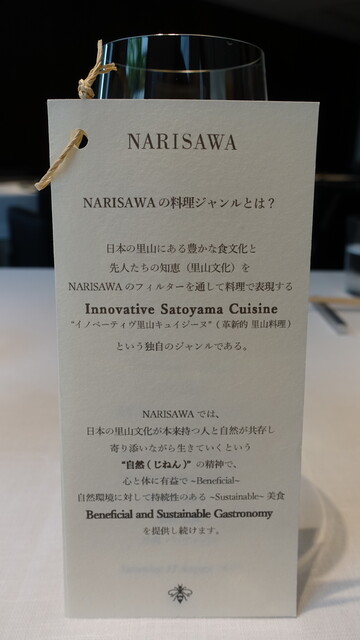 NARISAWA
NARISAWAの料理ジャンルとは？
日本の里山にある豊かな食文化と
先人たちの知恵（里山文化）を
NARISAWAのフィルターを通して料理で表現する
Innovative Satoyama Cuisine
“イノベーティヴ里山キュイジーヌ”（革新的 里山料理）
という独自のジャンルである。
NARISAWAでは、
日本の里山文化が本来持つ人と自然が共存し
寄り添いながら生きていくという
“自然（じねん）”の精神で、
心と体に有益で ~Beneficial~
自然環境に対して持続性のある ~Sustainable~ 美食
Beneficial and Sustainable Gastronomy
を提供し続けます。